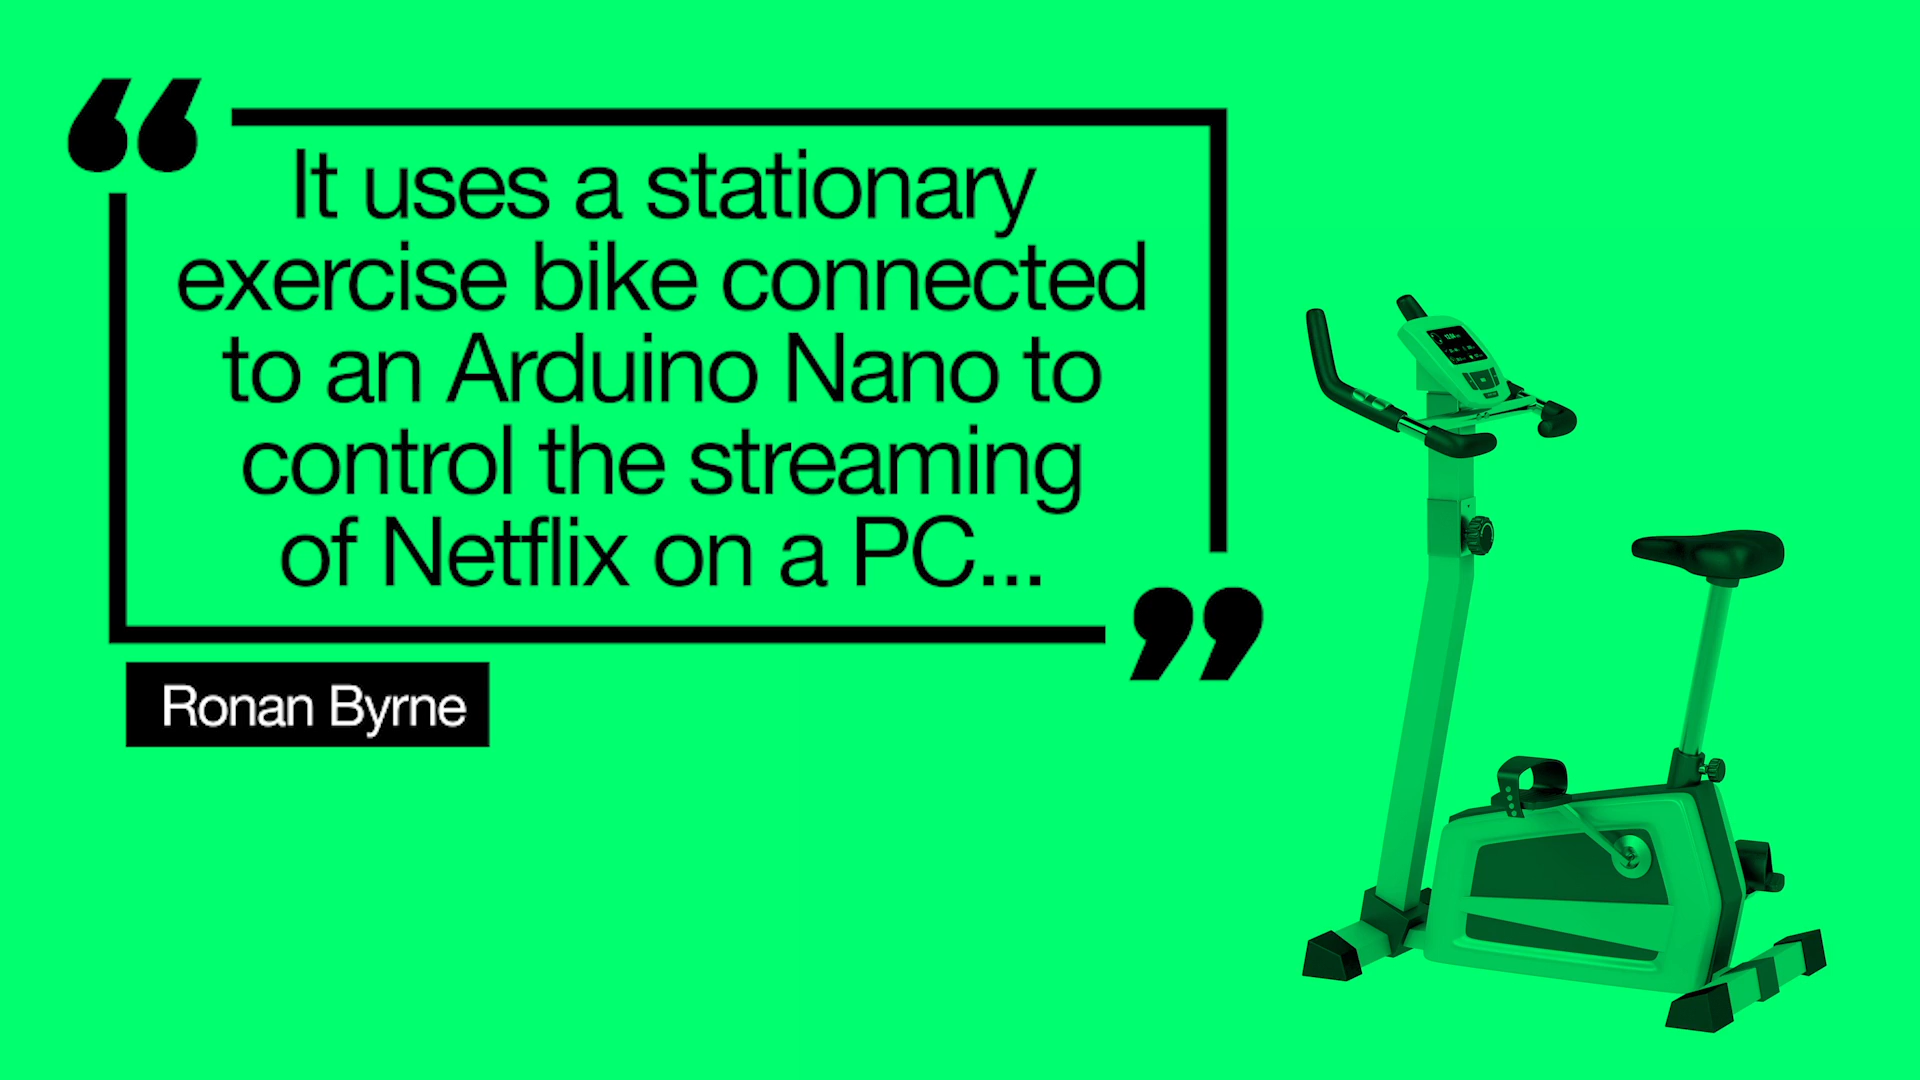 “
It uses a stationary
exercise bike connected
to an Arduino Nano to
control the streaming
of Netflix on a PC...
”
Ronan Byrne